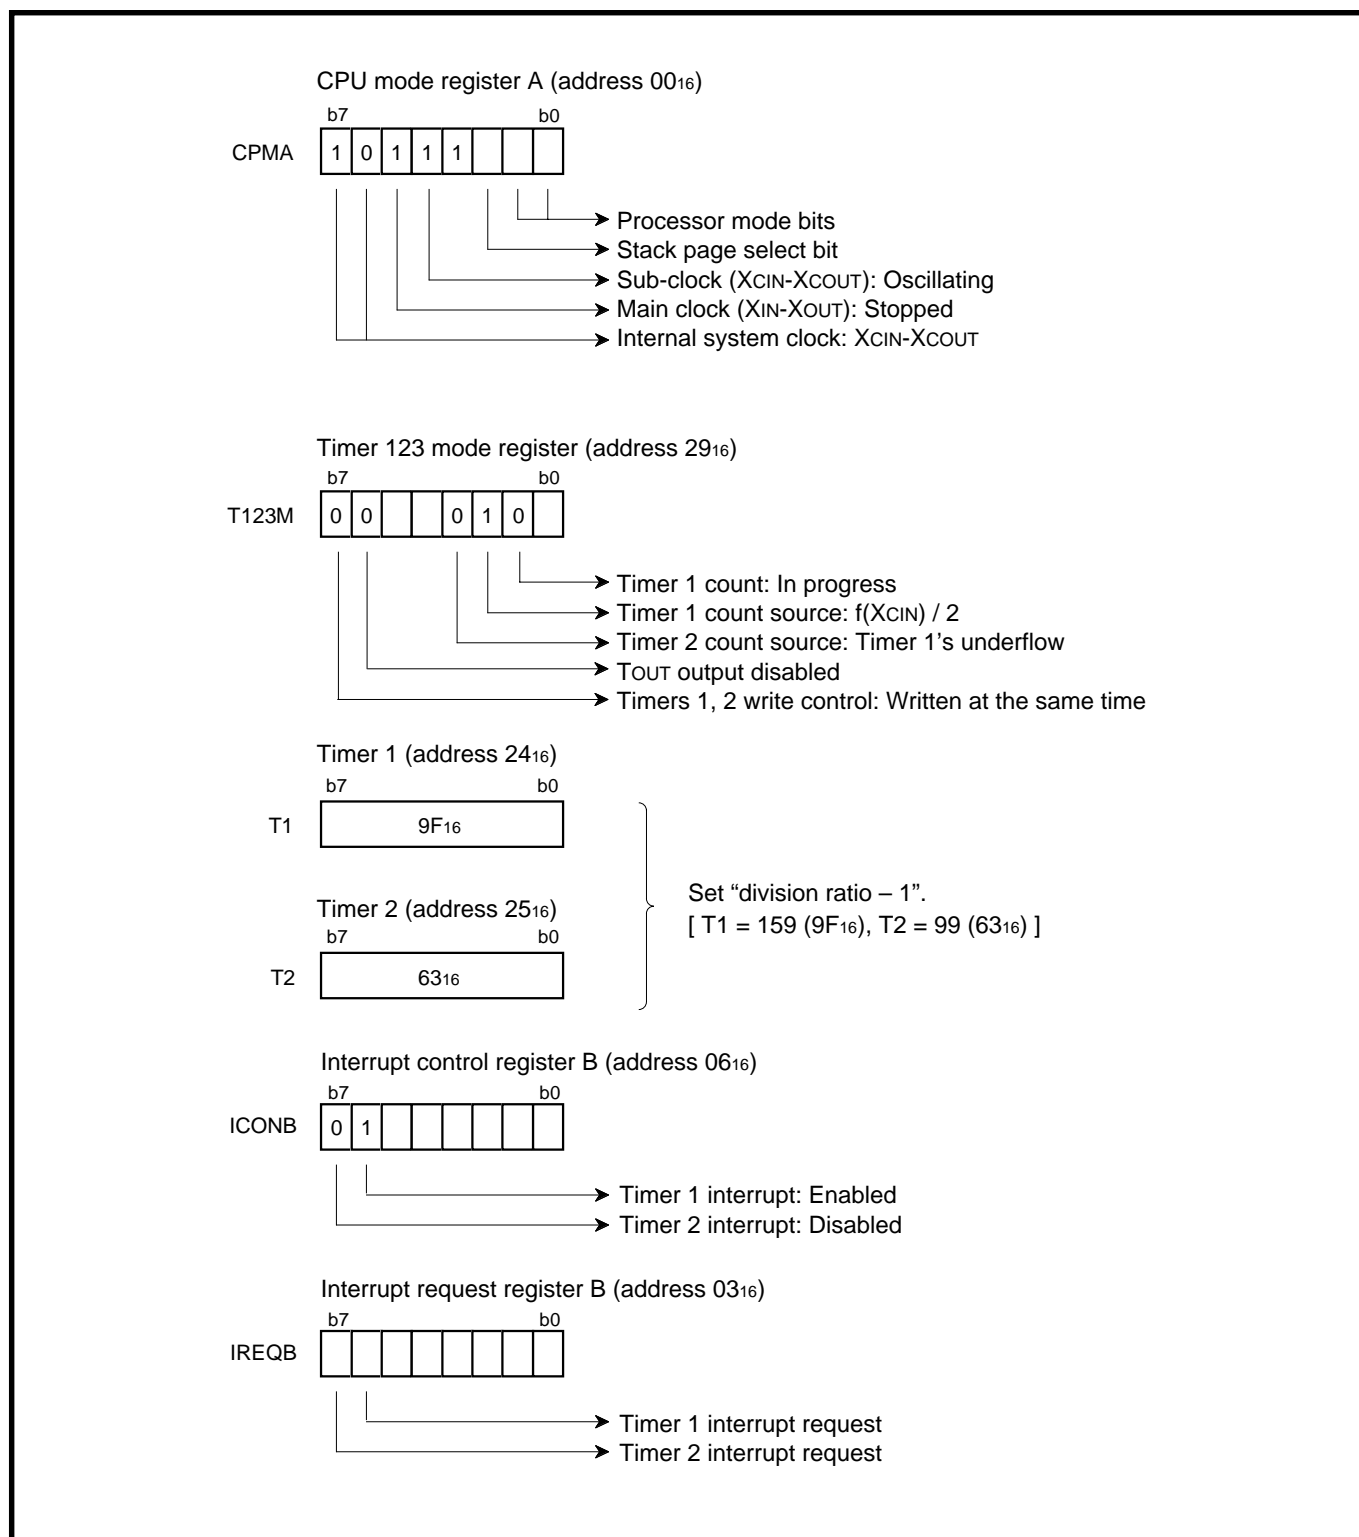 CPU mode register A (address 0016)
b7 b0
CPMA 1 0 1 1 1
Processor mode bits
Stack page select bit
Sub-clock (XCIN-XCOUT): Oscillating
Main clock (XIN-XOUT): Stopped
Internal system clock: XCIN-XCOUT
Timer 123 mode register (address 2916)
b7 b0
T123M 0 0 0 1 0
Timer 1 count: In progress
Timer 1 count source: f(XCIN) / 2
Timer 2 count source: Timer 1’s underflow
TOUT output disabled
Timers 1, 2 write control: Written at the same time
Timer 1 (address 2416)
b7 b0
T1 9F16
Timer 2 (address 2516)
b7 b0
T2 6316
Set “division ratio – 1”.
[ T1 = 159 (9F16), T2 = 99 (6316) ]
Interrupt control register B (address 0616)
b7 b0
ICONB 0 1
Timer 1 interrupt: Enabled
Timer 2 interrupt: Disabled
Interrupt request register B (address 0316)
b7 b0
IREQB
Timer 1 interrupt request
Timer 2 interrupt request